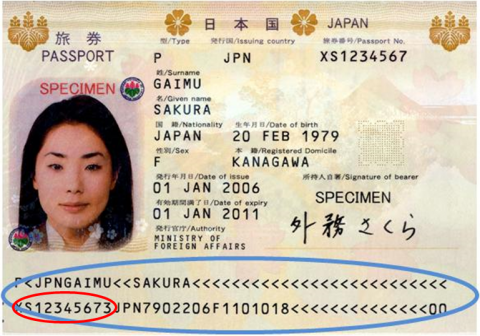 日本国 JAPAN
旅券
PASSPORT
型/Type 発行国/Issuing country 旅券番号/Passport No.
P JPN XS1234567
姓/Surname
GAIMU
名/Given name
SAKURA
国籍/Nationality 生年月日/Date of birth
JAPAN 20 FEB 1979
性別/Sex 本籍/Registered Domicile
F KANAGAWA
発行年月日/Date of issue 所持人自署/Signature of bearer
01 JAN 2006
有効期間満了日/Date of expiry
01 JAN 2011
発行官庁/Authority
MINISTRY OF
FOREIGN AFFAIRS
SPECIMEN
SPECIMEN
外務さくら
P<JPNGAIMU<<SAKURA<<<<<<<<<<<<<<<<<<<<<<<<<<
XS12345673JPN7902206F1101018<<<<<<<<<<<<<<00